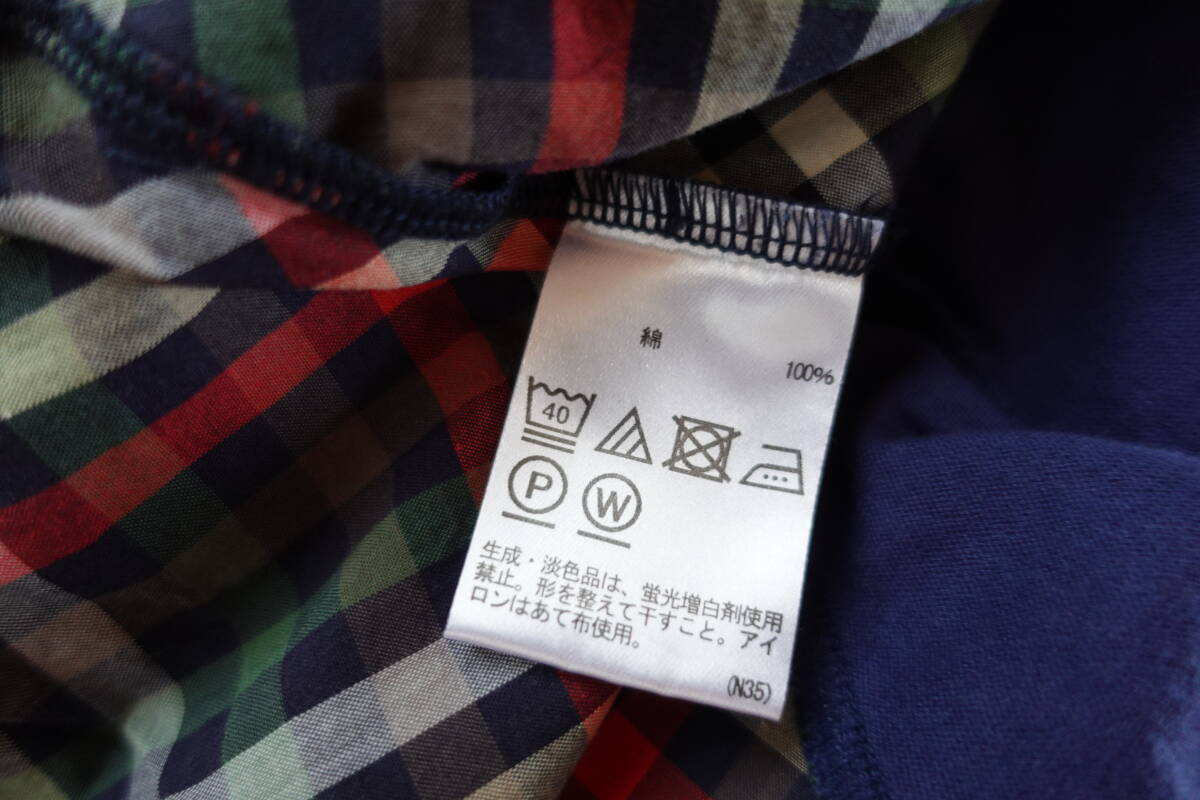 綿
100%
40
P W
生成・淡色品は、蛍光増白剤使用
禁止。形を整えて干すこと。アイ
ロンはあて布使用。
(N35)